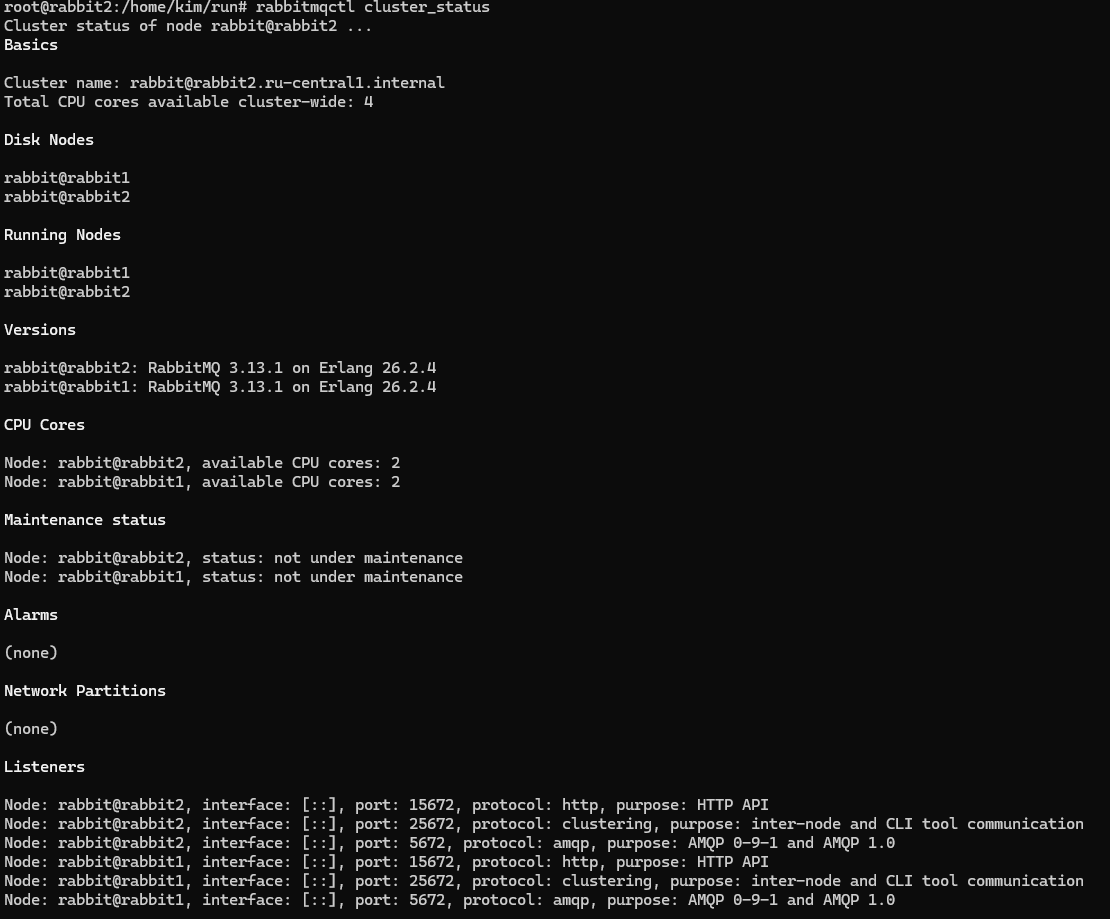 root@rabbit2:/home/kim/run# rabbitmqctl cluster_status
Cluster status of node rabbit@rabbit2 ...
Basics
Cluster name: rabbit@rabbit2.ru-central1.internal
Total CPU cores available cluster-wide: 4
Disk Nodes
rabbit@rabbit1
rabbit@rabbit2
Running Nodes
rabbit@rabbit1
rabbit@rabbit2
Versions
rabbit@rabbit2: RabbitMQ 3.13.1 on Erlang 26.2.4
rabbit@rabbit1: RabbitMQ 3.13.1 on Erlang 26.2.4
CPU Cores
Node: rabbit@rabbit2, available CPU cores: 2
Node: rabbit@rabbit1, available CPU cores: 2
Maintenance status
Node: rabbit@rabbit2, status: not under maintenance
Node: rabbit@rabbit1, status: not under maintenance
Alarms
(none)
Network Partitions
(none)
Listeners
Node: rabbit@rabbit2, interface: [::], port: 15672, protocol: http, purpose: HTTP API
Node: rabbit@rabbit2, interface: [::], port: 25672, protocol: clustering, purpose: inter-node and CLI tool communication
Node: rabbit@rabbit2, interface: [::], port: 5672, protocol: amqp, purpose: AMQP 0-9-1 and AMQP 1.0
Node: rabbit@rabbit1, interface: [::], port: 15672, protocol: http, purpose: HTTP API
Node: rabbit@rabbit1, interface: [::], port: 25672, protocol: clustering, purpose: inter-node and CLI tool communication
Node: rabbit@rabbit1, interface: [::], port: 5672, protocol: amqp, purpose: AMQP 0-9-1 and AMQP 1.0